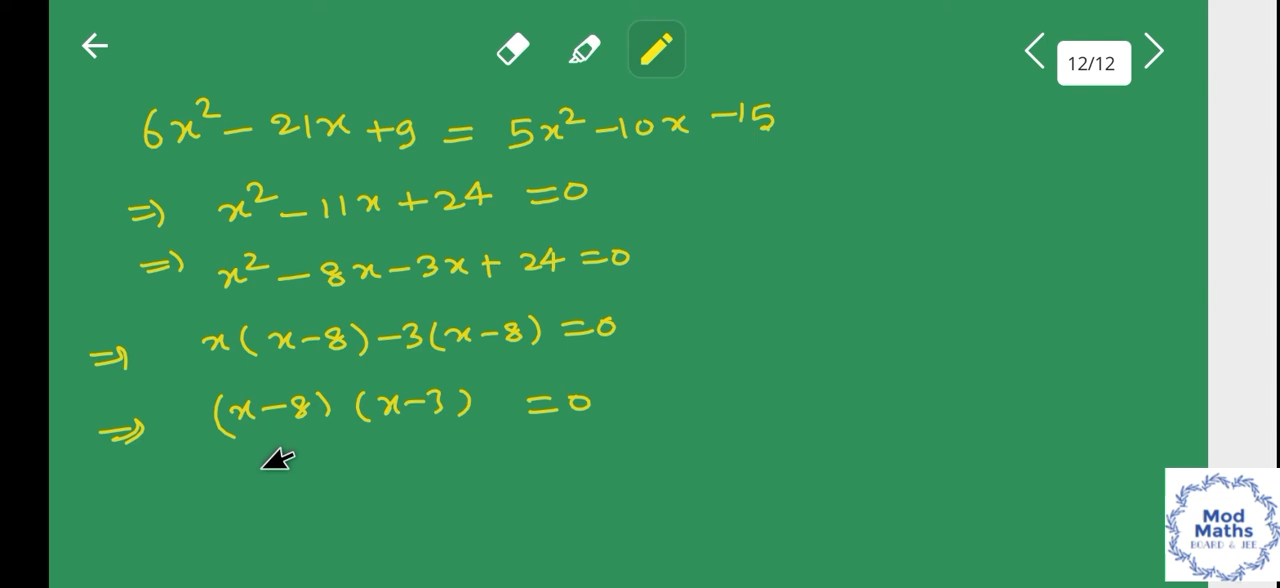 12/12
6x² - 21x + 9 = 5x² - 10x - 15
⇒ x² - 11x + 24 = 0
⇒ x² - 8x - 3x + 24 = 0
⇒ x(x-8) - 3(x-8) = 0
⇒ (x-8) (x-3) = 0
Mod
Maths
BOARD & JEE